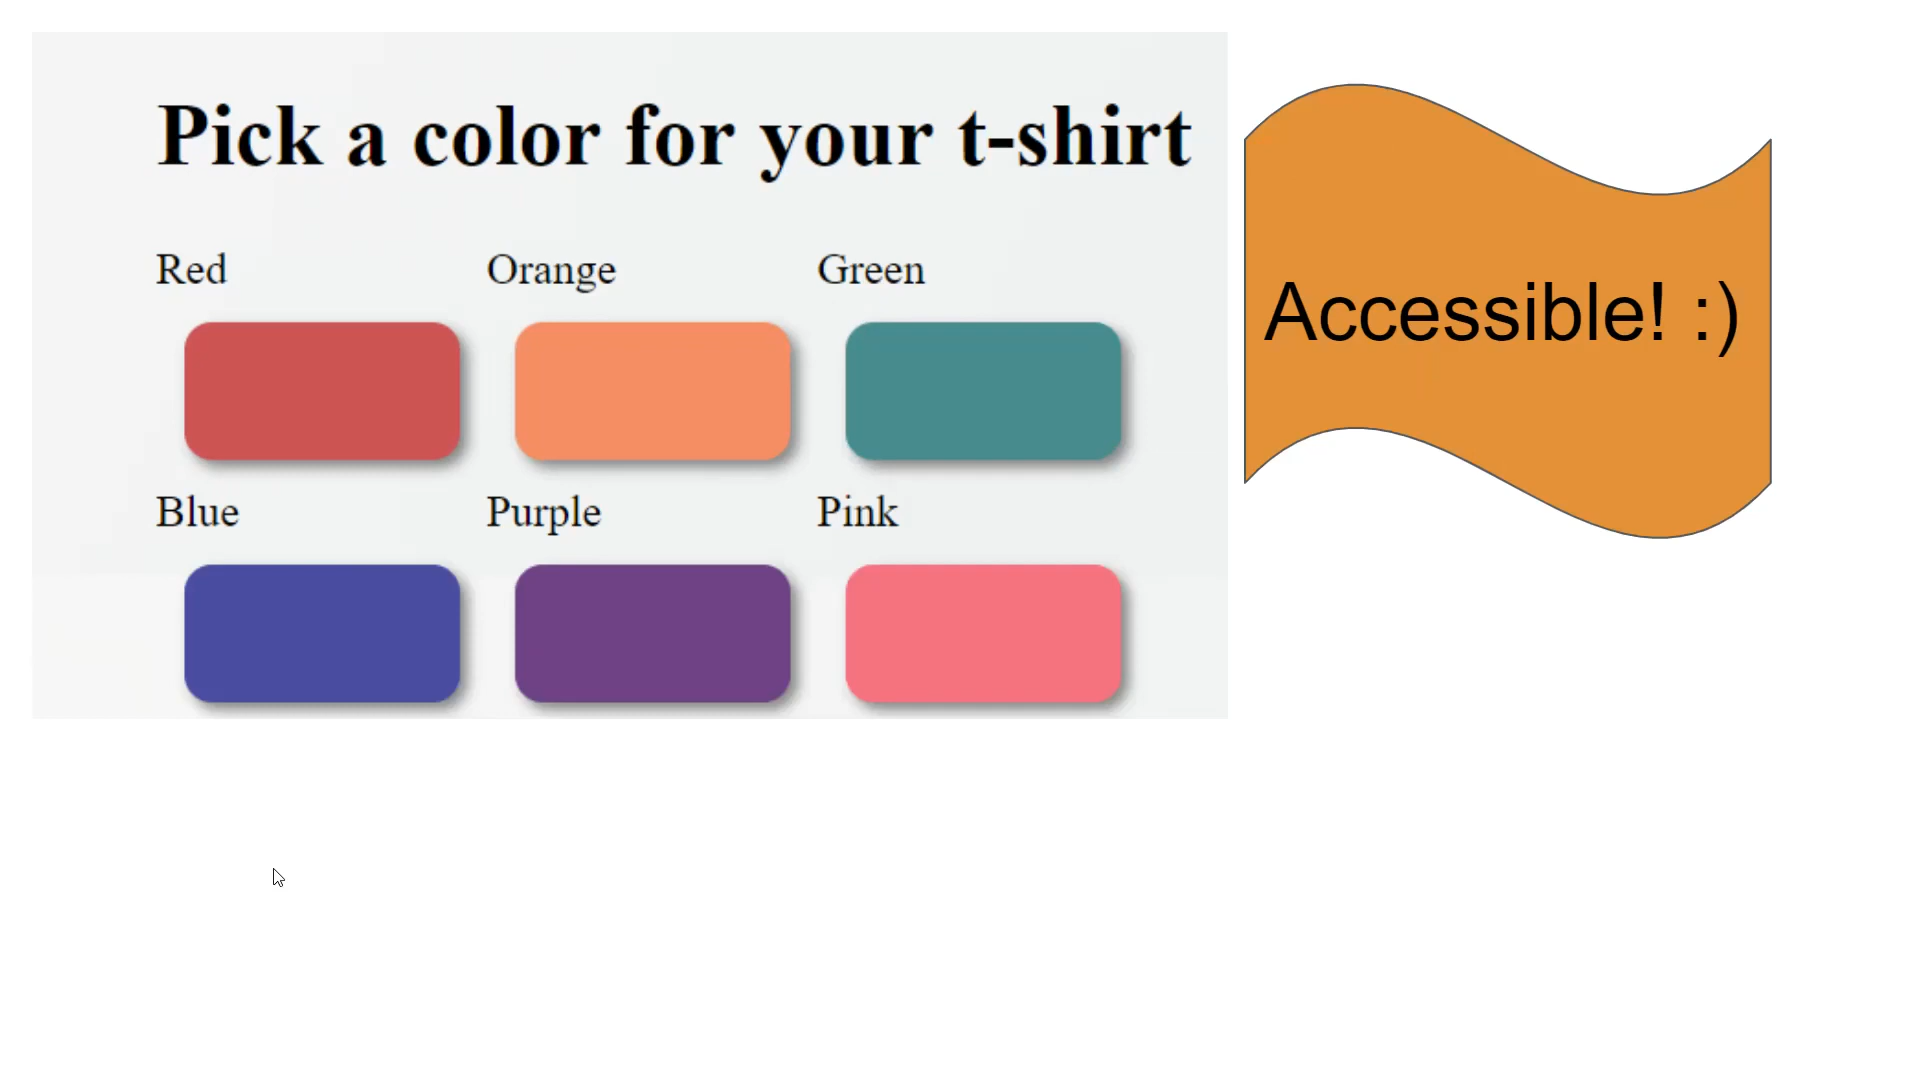 Pick a color for your t-shirt
Red Orange Green
Blue Purple Pink
Accessible! :)